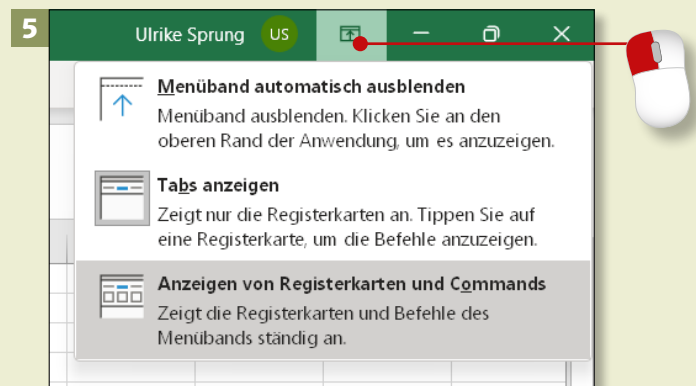 5
Ulrike Sprung US
Menüband automatisch ausblenden
Menüband ausblenden. Klicken Sie an den
oberen Rand der Anwendung, um es anzuzeigen.
Tabs anzeigen
Zeigt nur die Registerkarten an. Tippen Sie auf
eine Registerkarte, um die Befehle anzuzeigen.
Anzeigen von Registerkarten und Commands
Zeigt die Registerkarten und Befehle des
Menübands ständig an.